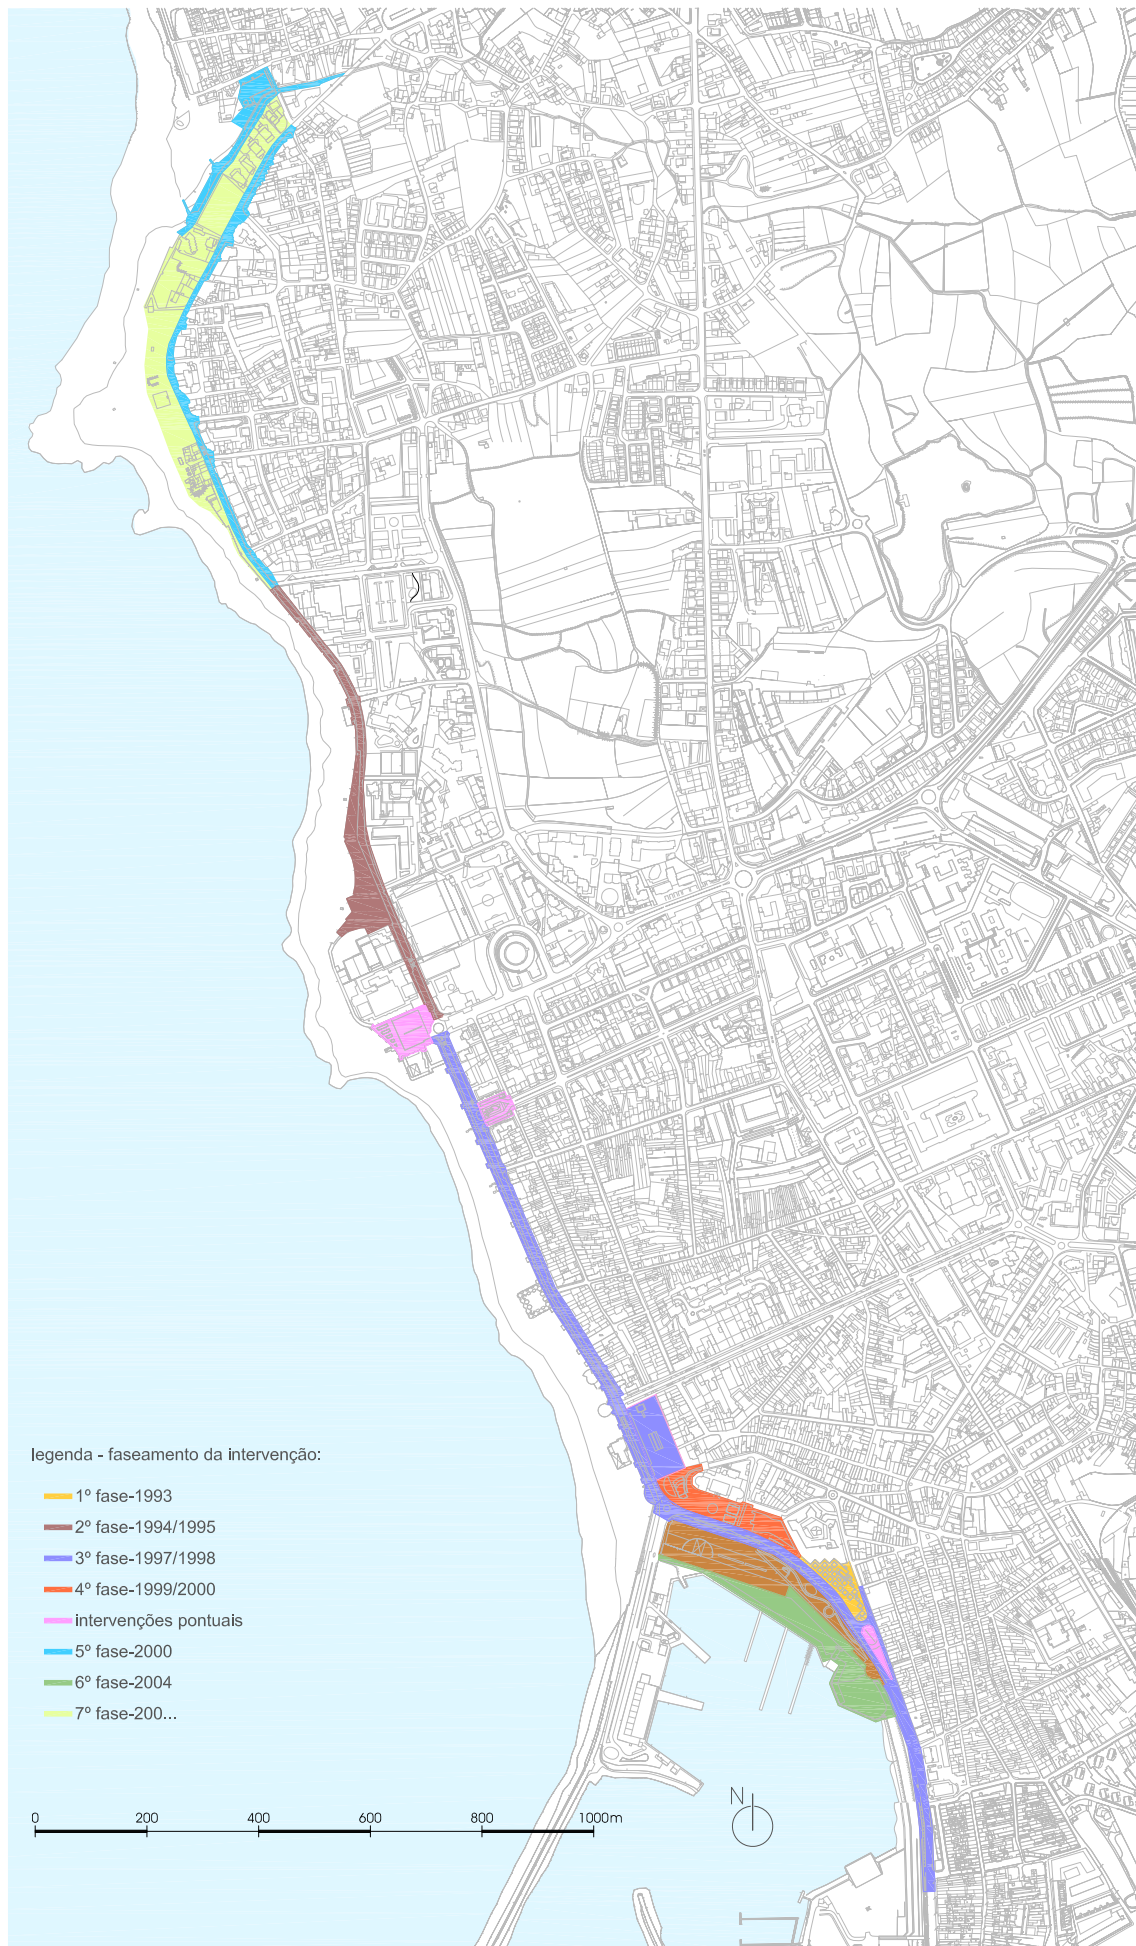 legenda - faseamento da intervenção:
1º fase-1993
2º fase-1994/1995
3º fase-1997/1998
4º fase-1999/2000
intervenções pontuais
5º fase-2000
6º fase-2004
7º fase-200...
0 200 400 600 800 1000m
N